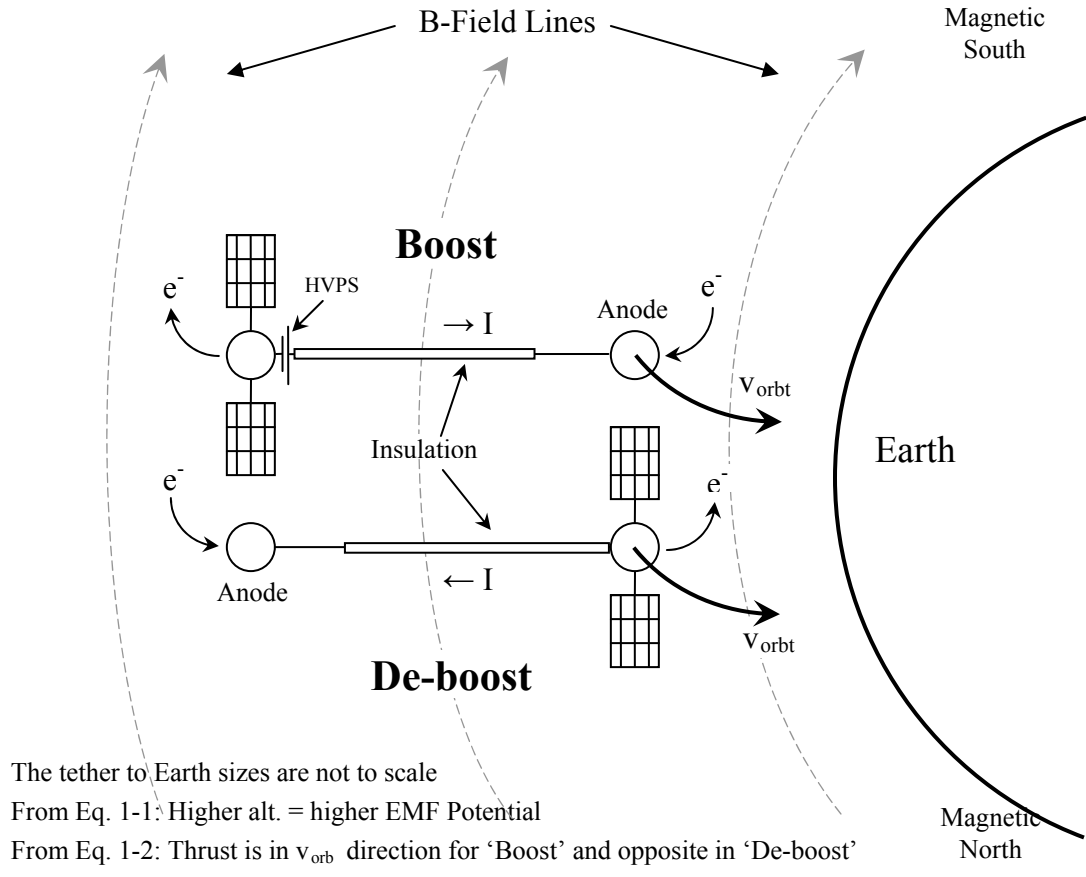 B-Field Lines
Magnetic
South
Boost
HVPS
e-
e-
→ I
Anode
vorbt
Insulation
Earth
e-
e-
Anode
← I
vorbt
De-boost
The tether to Earth sizes are not to scale
From Eq. 1-1: Higher alt. = higher EMF Potential
From Eq. 1-2: Thrust is in vorb direction for ‘Boost’ and opposite in ‘De-boost’
Magnetic
North